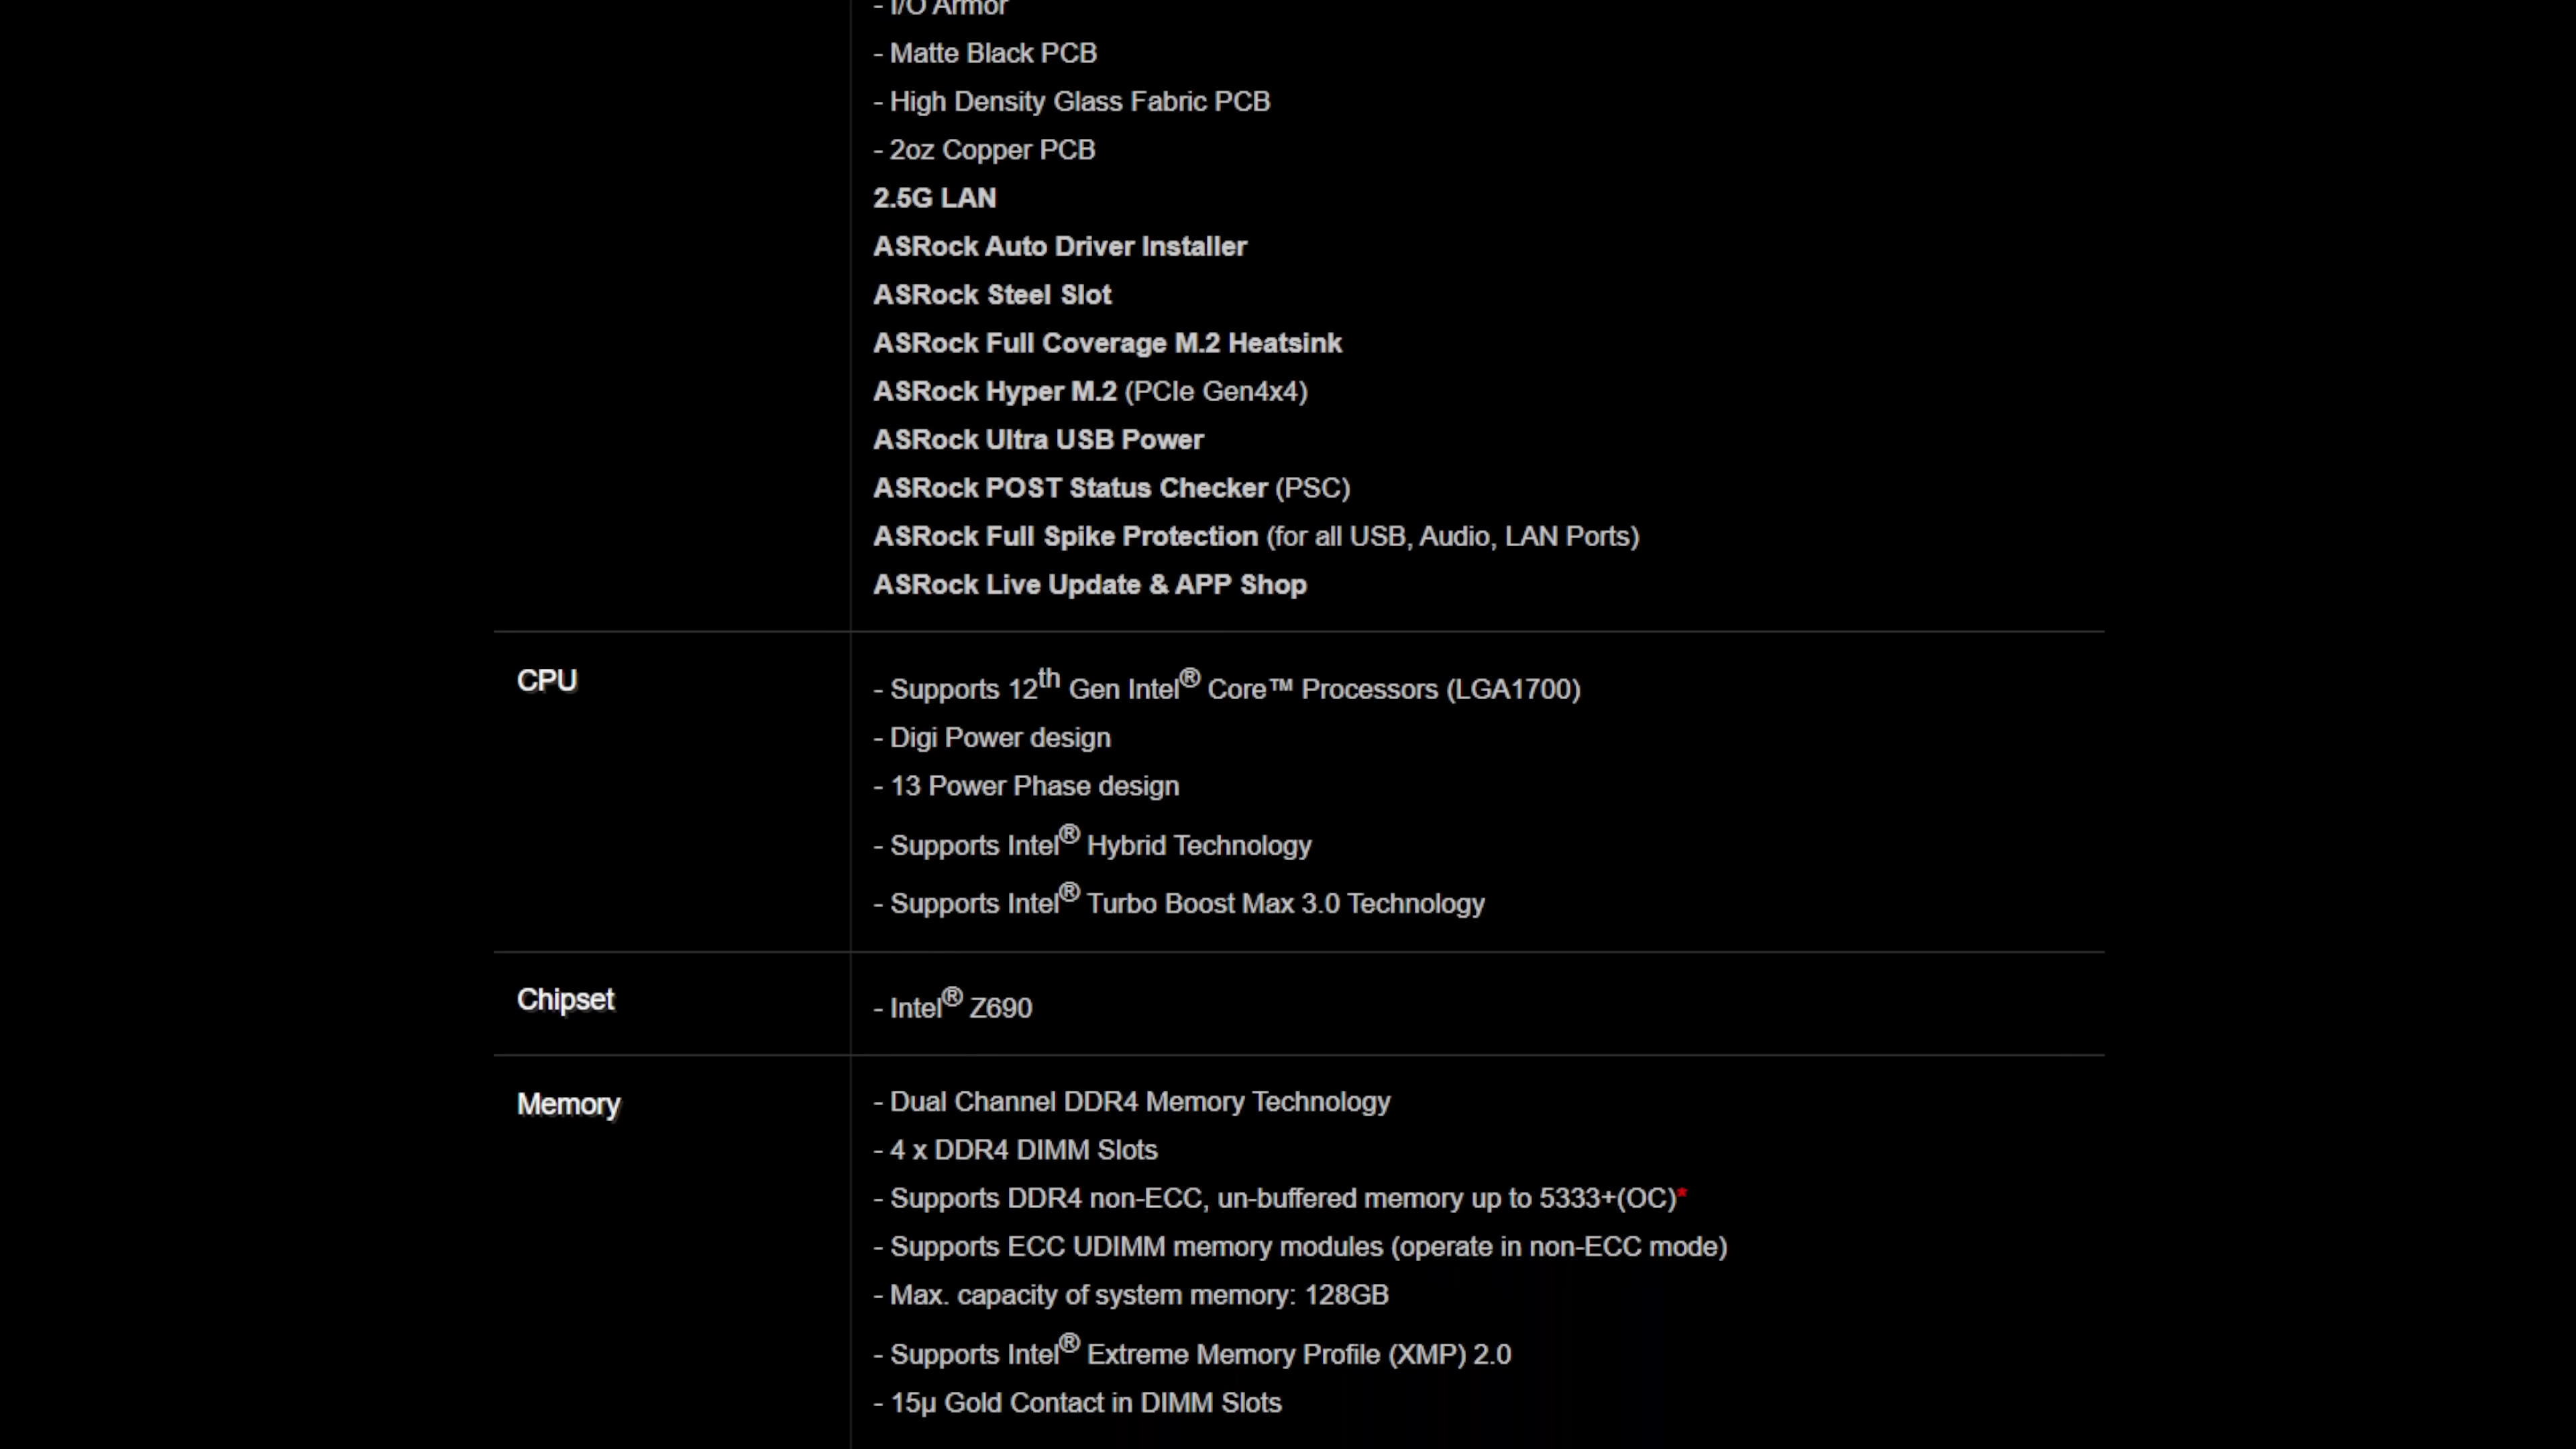 - I/O Armor
- Matte Black PCB
- High Density Glass Fabric PCB
- 2oz Copper PCB
2.5G LAN
ASRock Auto Driver Installer
ASRock Steel Slot
ASRock Full Coverage M.2 Heatsink
ASRock Hyper M.2 (PCIe Gen4x4)
ASRock Ultra USB Power
ASRock POST Status Checker (PSC)
ASRock Full Spike Protection (for all USB, Audio, LAN Ports)
ASRock Live Update & APP Shop
CPU
- Supports 12th Gen Intel® Core™ Processors (LGA1700)
- Digi Power design
- 13 Power Phase design
- Supports Intel® Hybrid Technology
- Supports Intel® Turbo Boost Max 3.0 Technology
Chipset
- Intel® Z690
Memory
- Dual Channel DDR4 Memory Technology
- 4 x DDR4 DIMM Slots
- Supports DDR4 non-ECC, un-buffered memory up to 5333+(OC)*
- Supports ECC UDIMM memory modules (operate in non-ECC mode)
- Max. capacity of system memory: 128GB
- Supports Intel® Extreme Memory Profile (XMP) 2.0
- 15μ Gold Contact in DIMM Slots